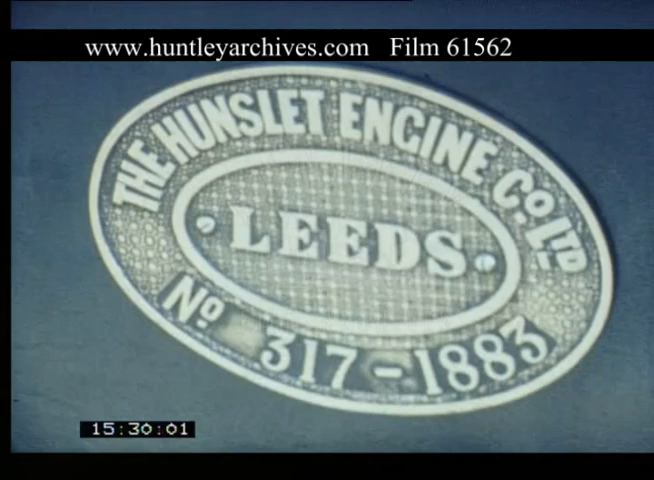 www.huntleyarchives.com Film 61562
THE HUNSLET ENGINE Co LTD
LEEDS
No 317-1883
15:30:01